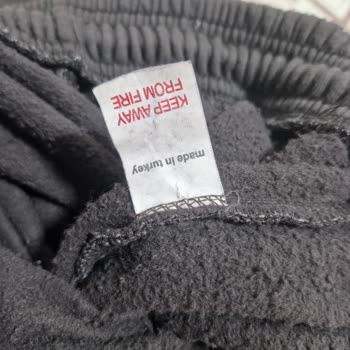 KEEP AWAY
FROM FIRE
made in turkey